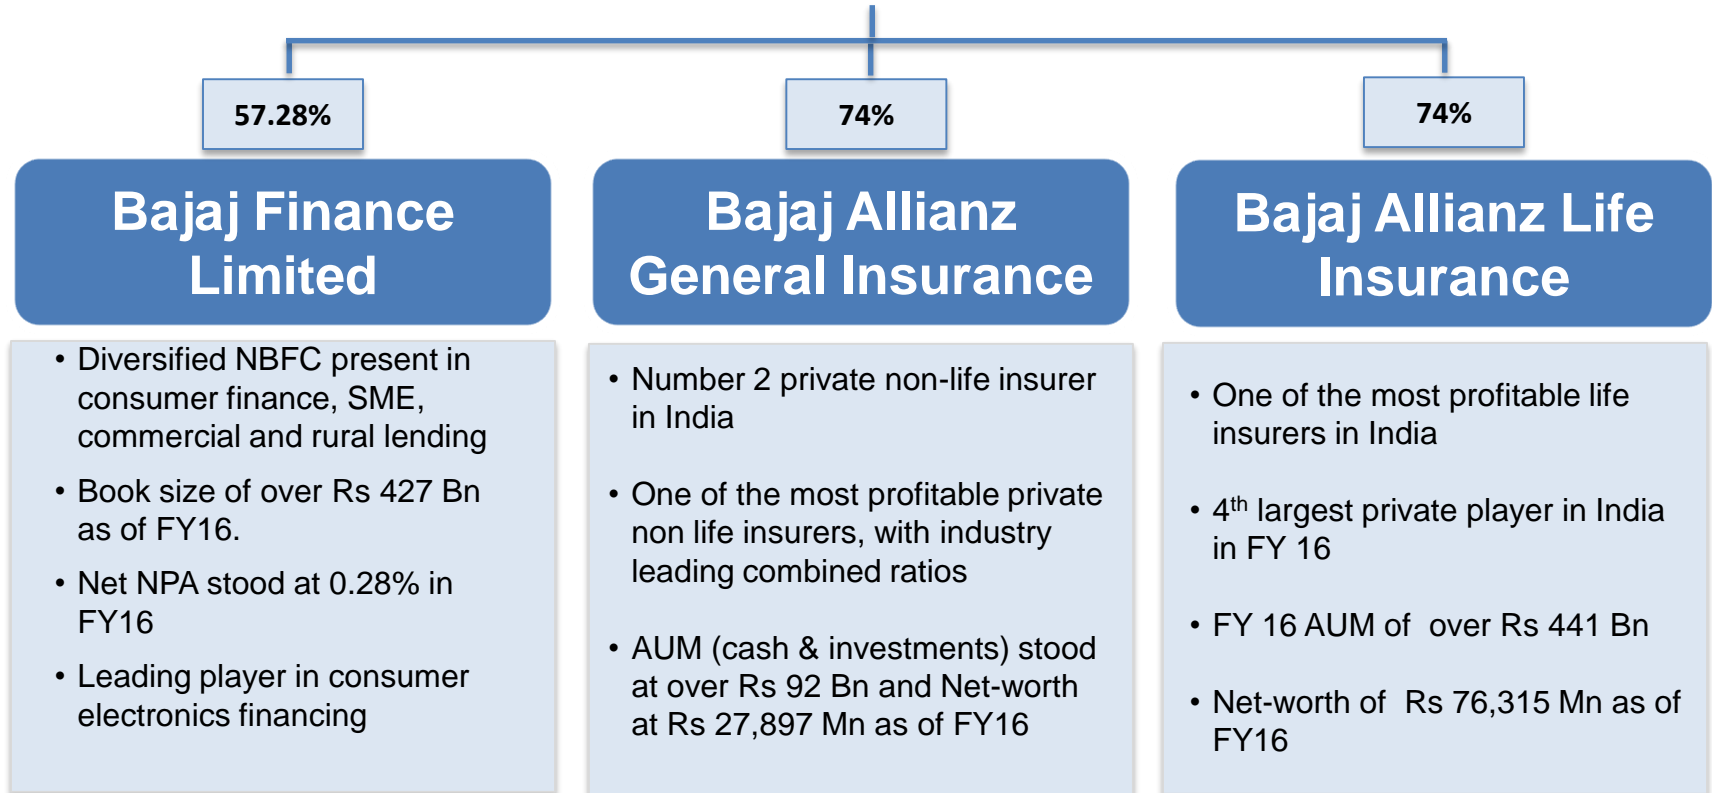 57.28%
74%
74%
Bajaj Finance
Limited
• Diversified NBFC present in
consumer finance, SME,
commercial and rural lending
• Book size of over Rs 427 Bn
as of FY16.
• Net NPA stood at 0.28% in
FY16
• Leading player in consumer
electronics financing
Bajaj Allianz
General Insurance
• Number 2 private non-life insurer
in India
• One of the most profitable private
non life insurers, with industry
leading combined ratios
• AUM (cash & investments) stood
at over Rs 92 Bn and Net-worth
at Rs 27,897 Mn as of FY16
Bajaj Allianz Life
Insurance
• One of the most profitable life
insurers in India
• 4th largest private player in India
in FY 16
• FY 16 AUM of  over Rs 441 Bn
• Net-worth of  Rs 76,315 Mn as of
FY16